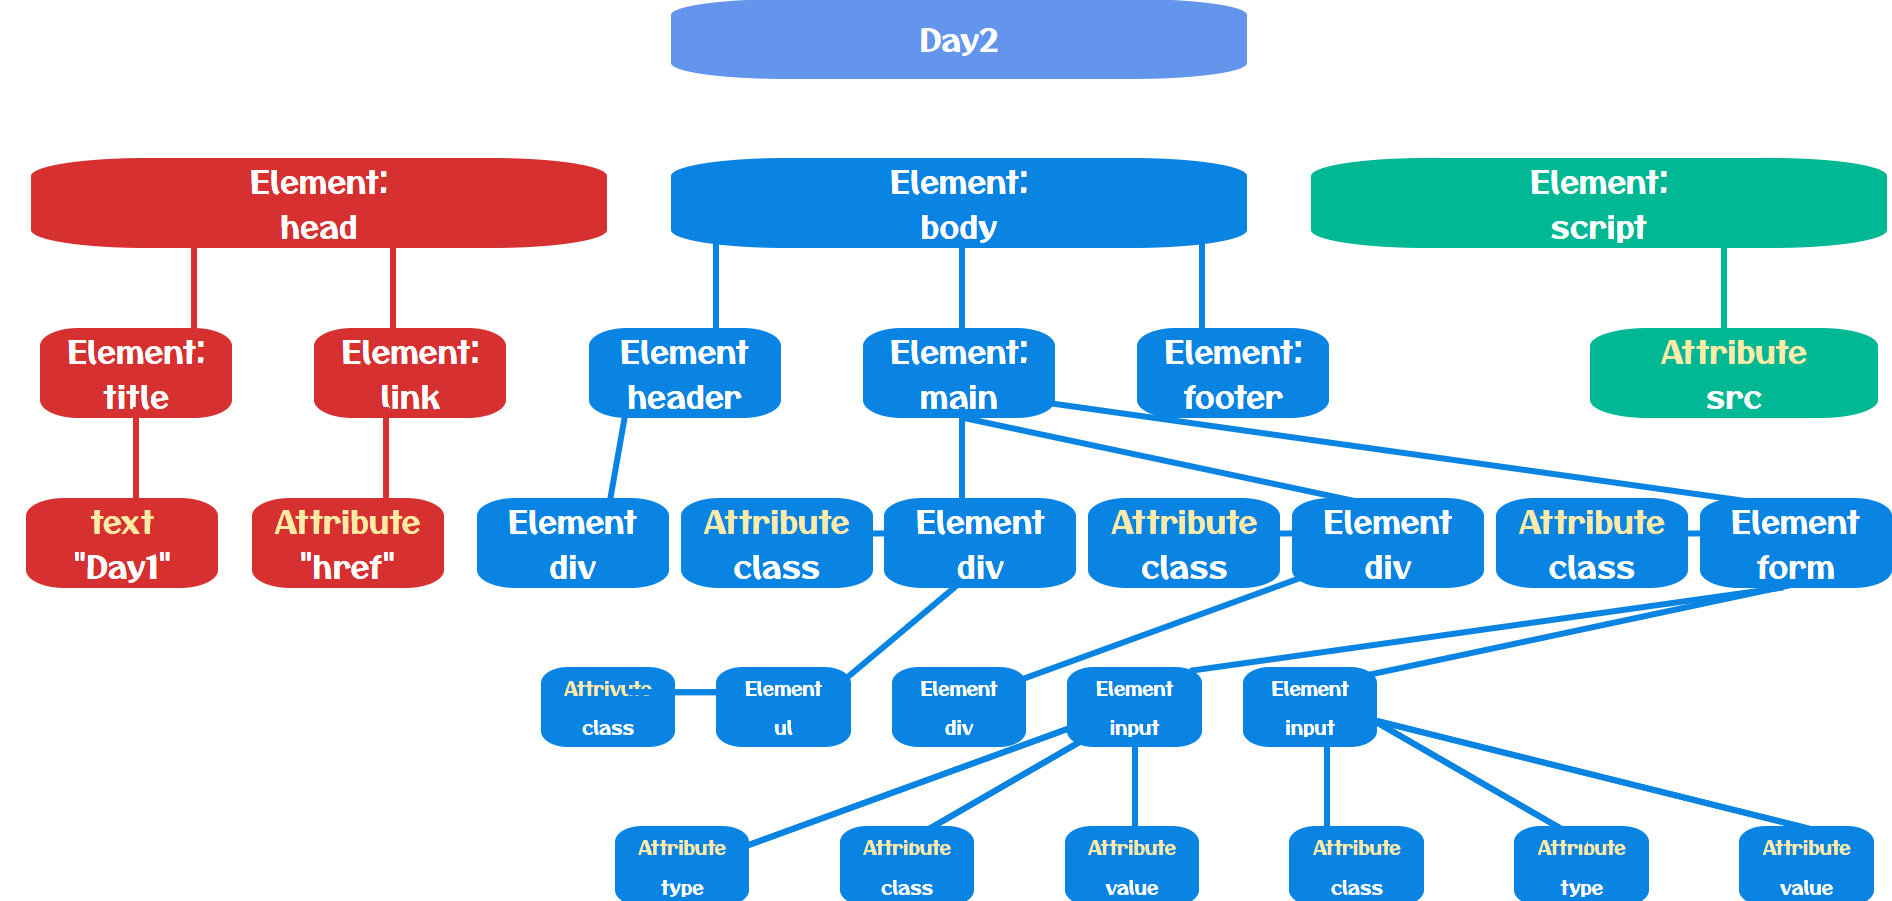 Day2
Element:
head
Element:
body
Element:
script
Element:
title
Element:
link
Element
header
Element:
main
Element:
footer
Attribute
src
text
"Day1"
Attribute
"href"
Element
div
Attribute
class
Element
div
Attribute
class
Element
div
Attribute
class
Element
form
Attrivute
class
Element
ul
Element
div
Element
input
Element
input
Attribute
type
Attribute
class
Attribute
value
Attribute
class
Attribute
type
Attribute
value